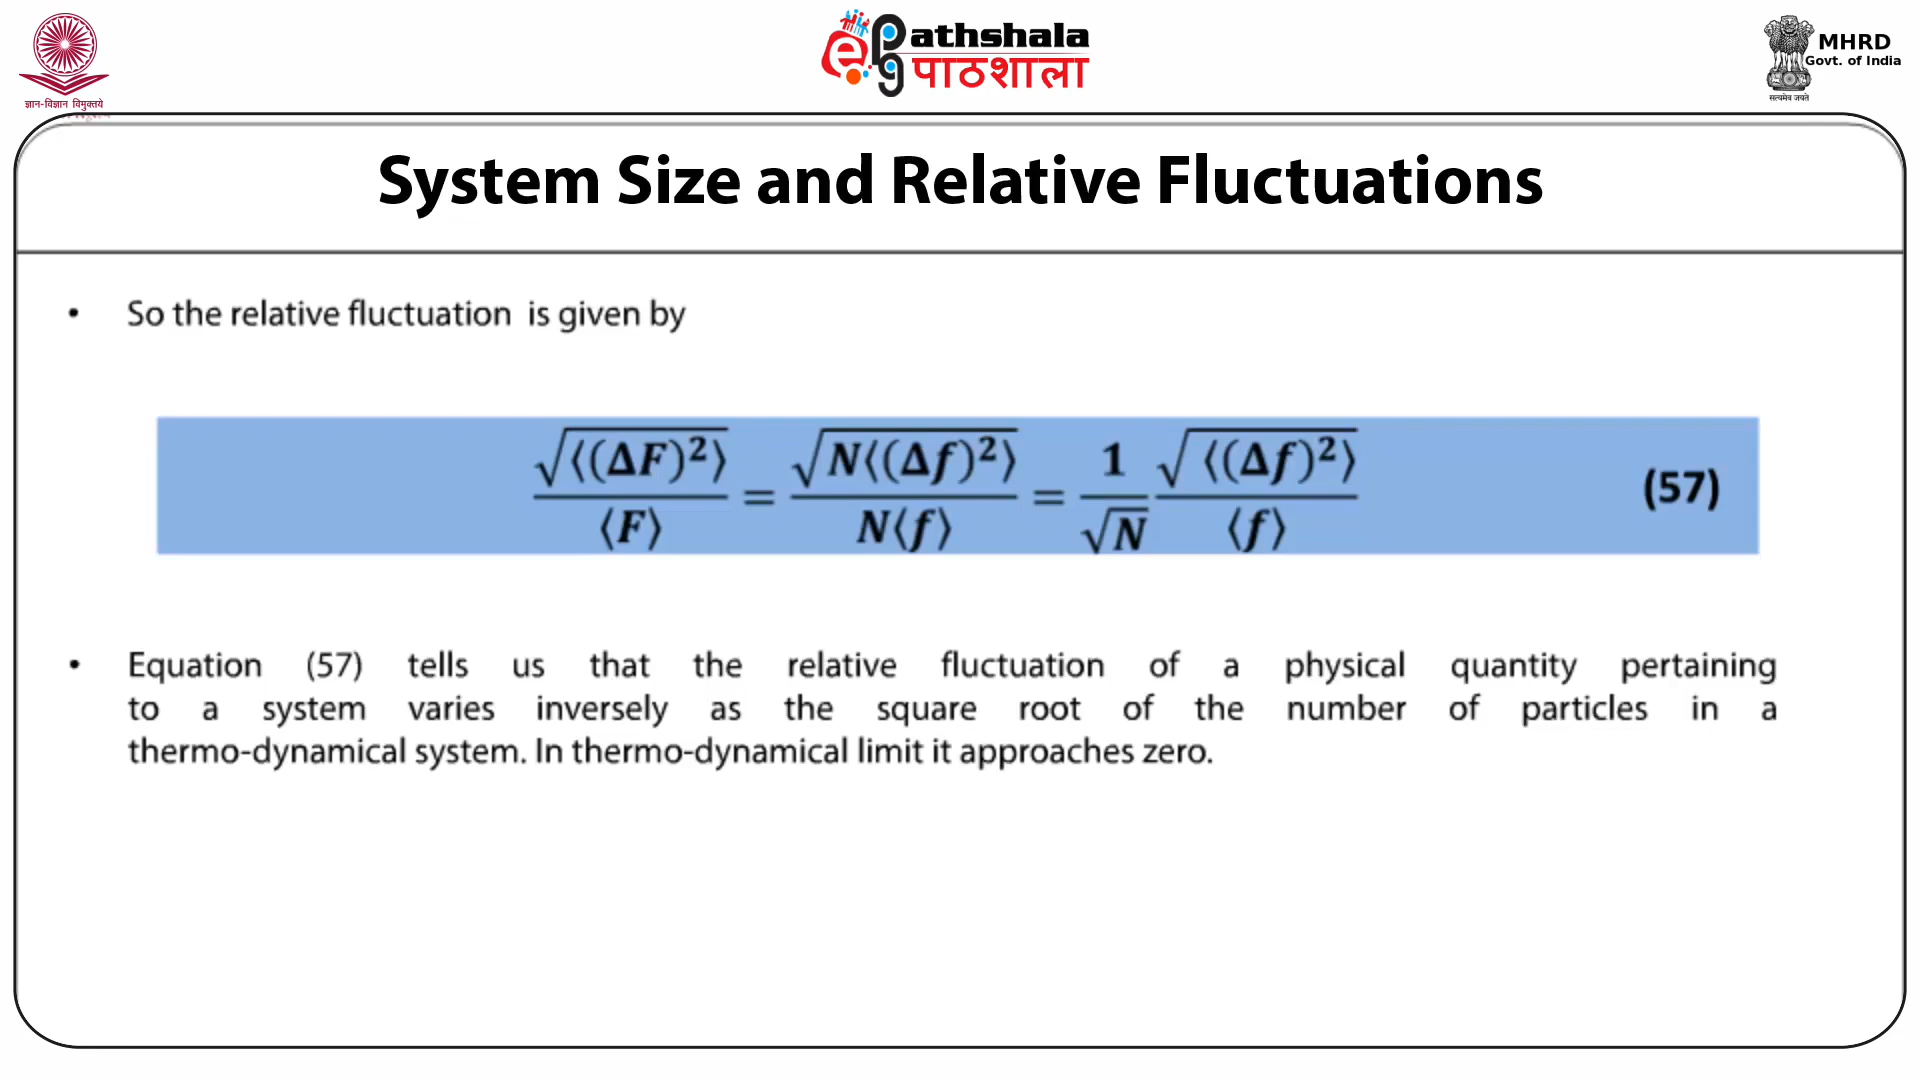 ePathshala
पाठशाला
MHRD
Govt. of India
ज्ञान-विज्ञान विमुक्तये
सत्यमेव जयते
System Size and Relative Fluctuations
• So the relative fluctuation is given by
√⟨(ΔF)²⟩ / ⟨F⟩ = √N⟨(Δf)²⟩ / N⟨f⟩ = 1/√N √⟨(Δf)²⟩ / ⟨f⟩ (57)
• Equation (57) tells us that the relative fluctuation of a physical quantity pertaining
to a system varies inversely as the square root of the number of particles in a
thermo-dynamical system. In thermo-dynamical limit it approaches zero.